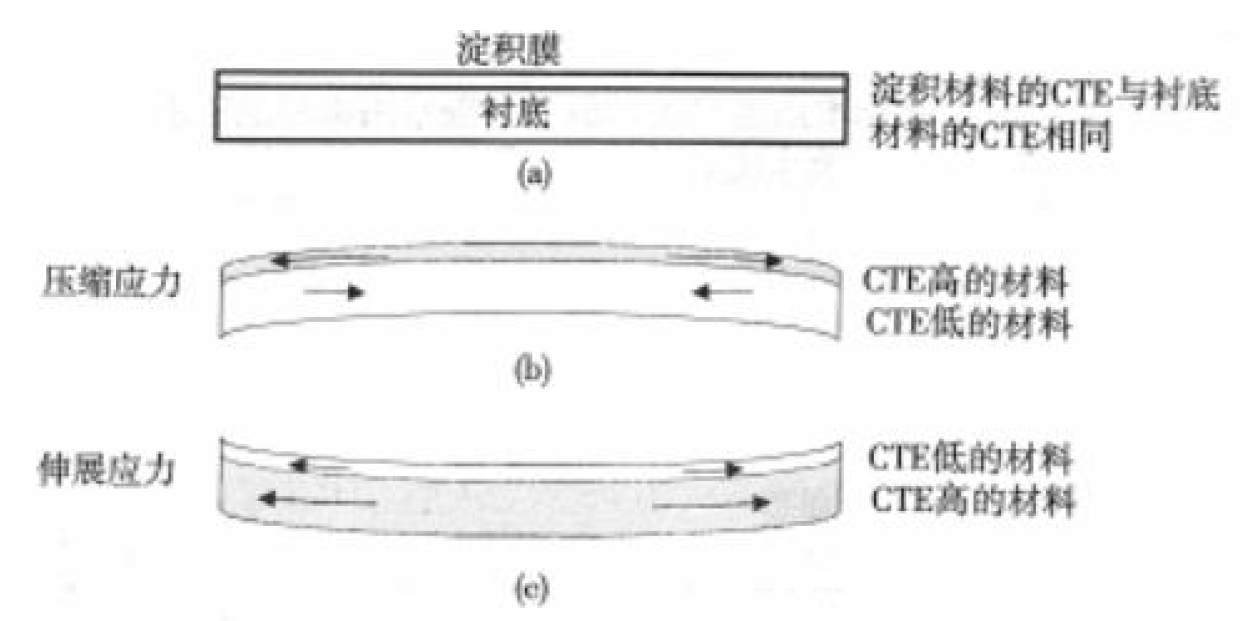 淀积膜
衬底
淀积材料的CTE与衬底
材料的CTE相同
(a)
压缩应力
CTE高的材料
CTE低的材料
(b)
伸展应力
CTE低的材料
CTE高的材料
(c)